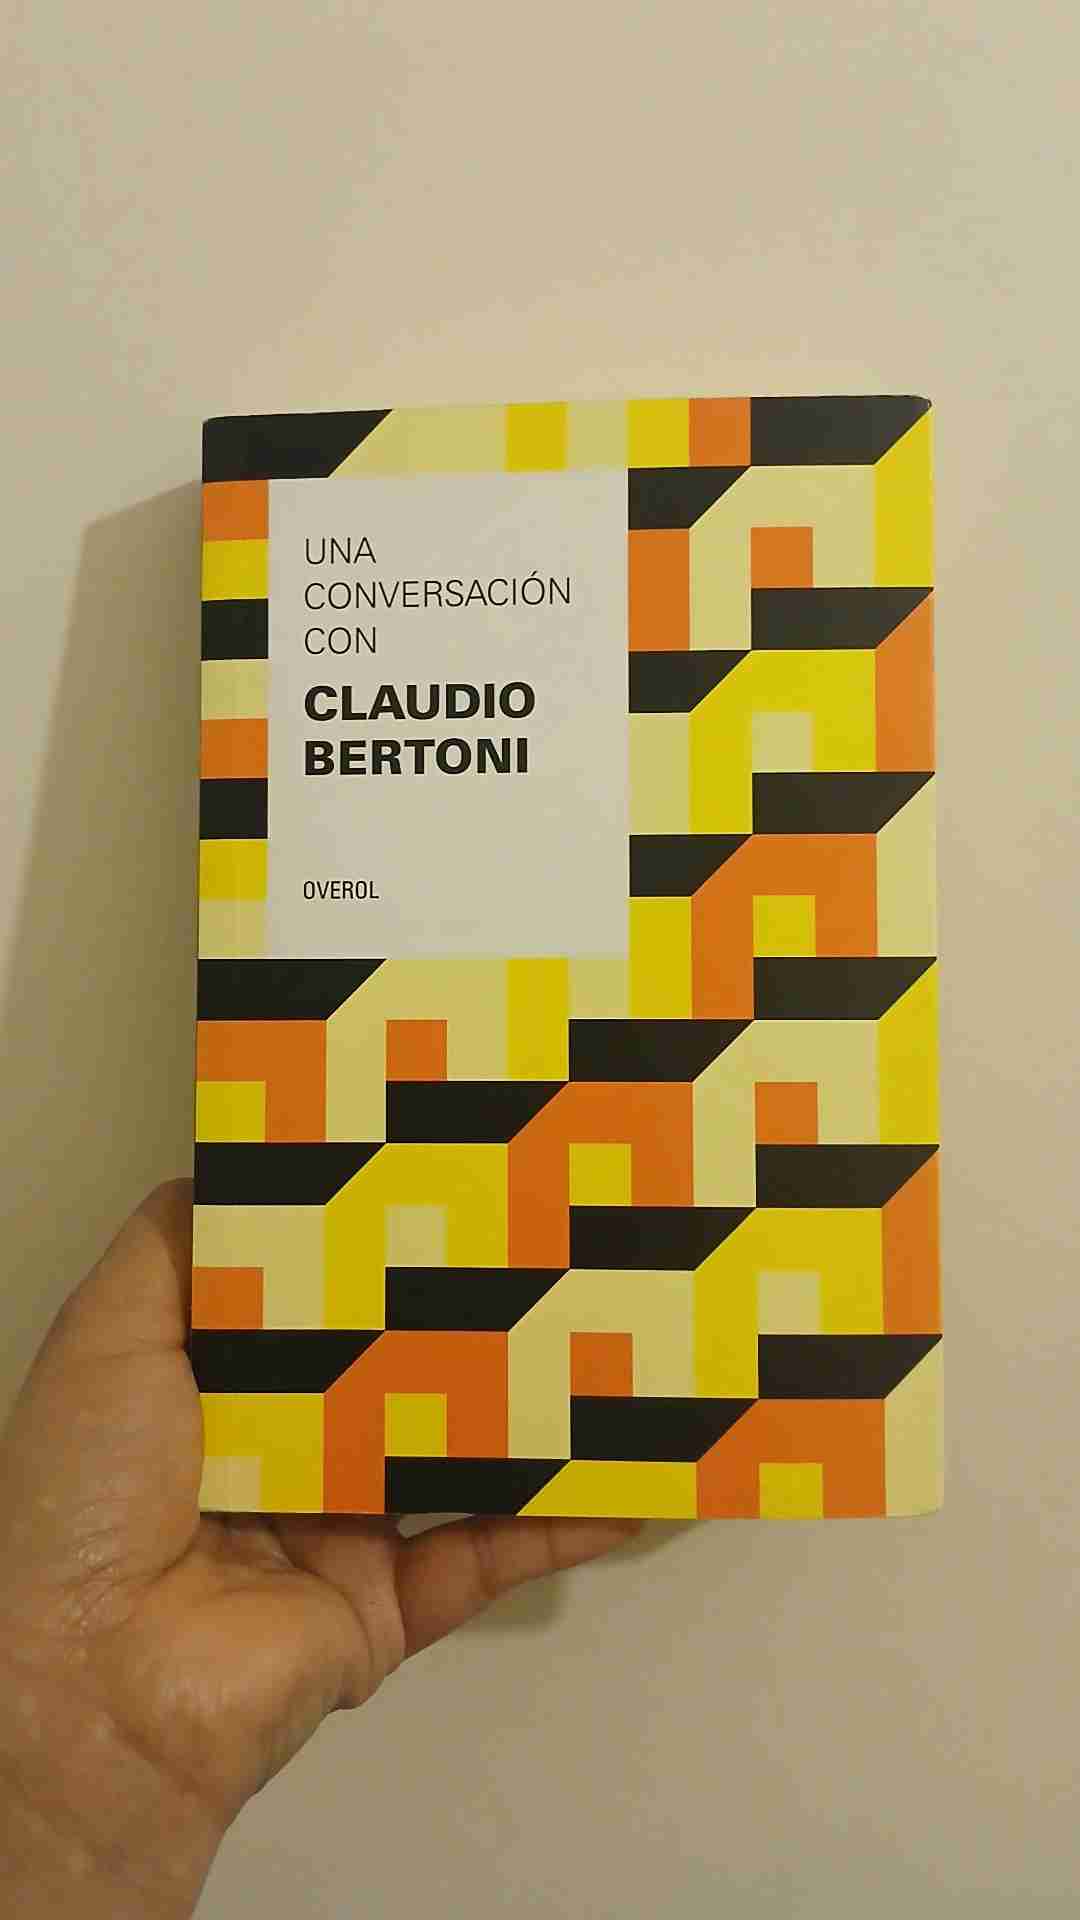 UNA
CONVERSACIÓN
CON
CLAUDIO
BERTONI
OVEROL